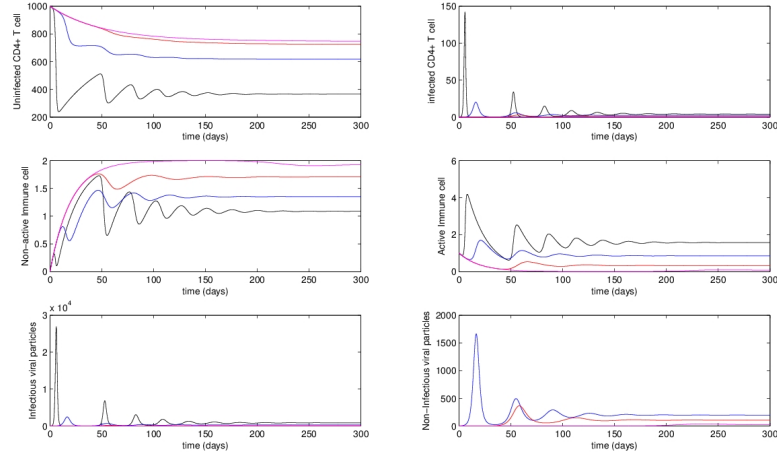 1000
800
600
400
200
0 50 100 150 200 250 300
time (days)
Uninfected CD4+ T cell
150
100
50
0
0 50 100 150 200 250 300
time (days)
infected CD4+ T cell
2
1.5
1
0.5
0
0 50 100 150 200 250 300
time (days)
Non−active Immune cell
6
4
2
0
0 50 100 150 200 250 300
time (days)
Active Immune cell
x 10^4
3
2
1
0
0 50 100 150 200 250 300
time (days)
Infectious viral particles
2000
1500
1000
500
0
0 50 100 150 200 250 300
time (days)
Non−Infectious viral particles